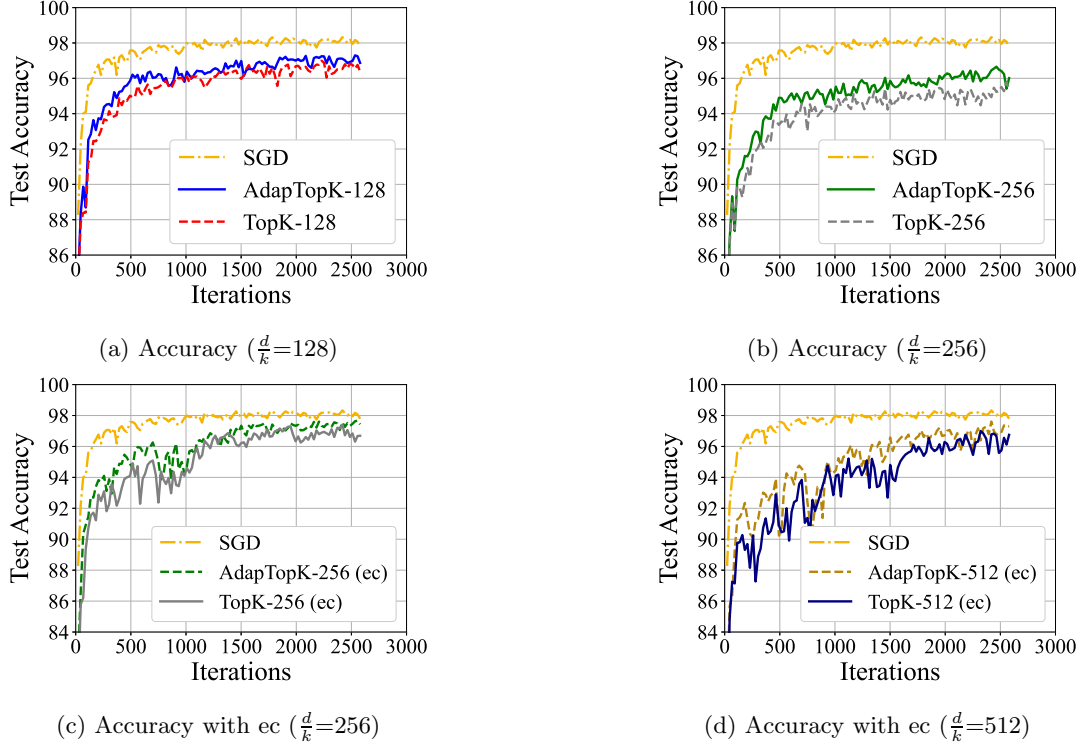 100
98
96
94
92
90
88
86
Test Accuracy
SGD
AdapTopK-128
TopK-128
0 500 1000 1500 2000 2500 3000
Iterations
(a) Accuracy (d/k=128)
100
98
96
94
92
90
88
86
Test Accuracy
SGD
AdapTopK-256
TopK-256
0 500 1000 1500 2000 2500 3000
Iterations
(b) Accuracy (d/k=256)
100
98
96
94
92
90
88
86
84
Test Accuracy
SGD
AdapTopK-256 (ec)
TopK-256 (ec)
0 500 1000 1500 2000 2500 3000
Iterations
(c) Accuracy with ec (d/k=256)
100
98
96
94
92
90
88
86
84
Test Accuracy
SGD
AdapTopK-512 (ec)
TopK-512 (ec)
0 500 1000 1500 2000 2500 3000
Iterations
(d) Accuracy with ec (d/k=512)